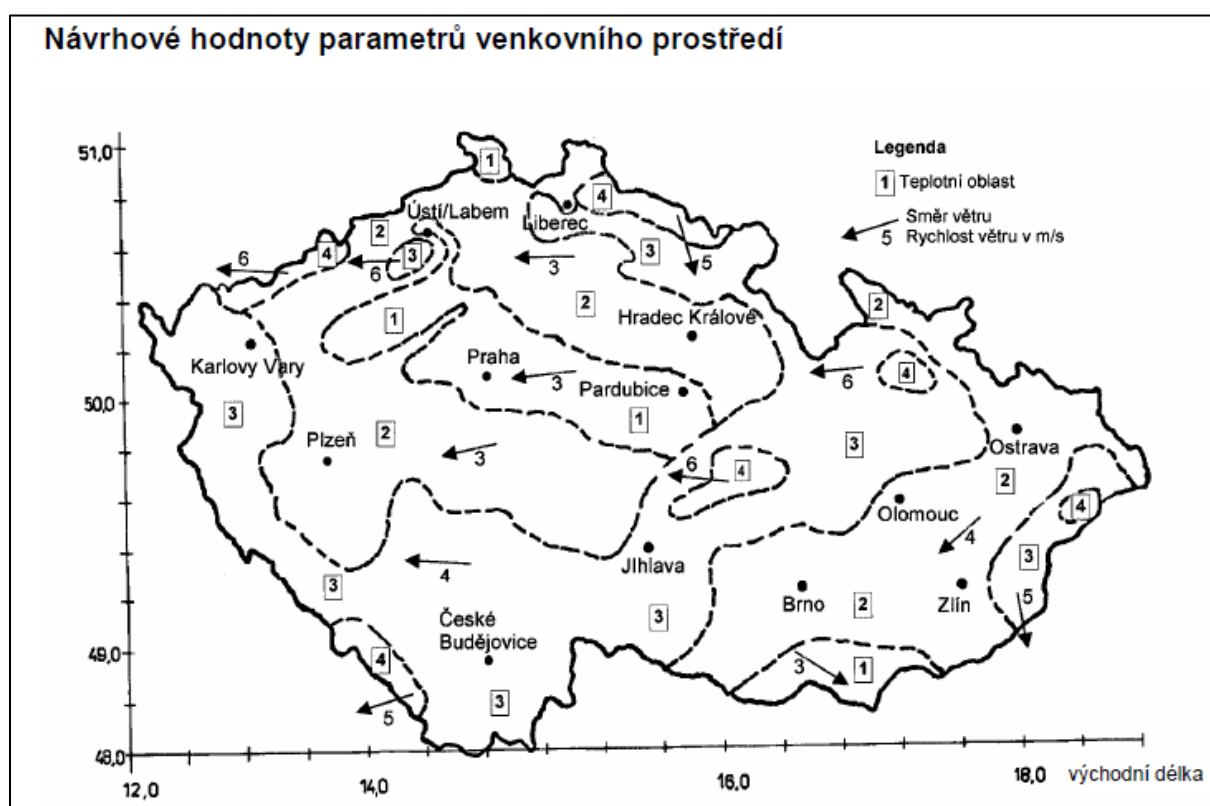 Návrhové hodnoty parametrů venkovního prostředí
51,0
1
Legenda
1 Teplotní oblast
Směr větru
5 Rychlost větru v m/s
4
Liberec
2
Ústí/Labem
4
3
3
5
6
6
3
2
2
1
Hradec Králové
Karlovy Vary
Praha
3
Pardubice
6
4
50,0
3
1
Plzeň
2
3
3
Ostrava
6
4
2
Olomouc
4
4
4
Jlhlava
3
3
3
Brno
2
Zlín
5
České
Budějovice
49,0
4
3
1
5
3
48,0
12,0
14,0
16,0
18,0
východní délka